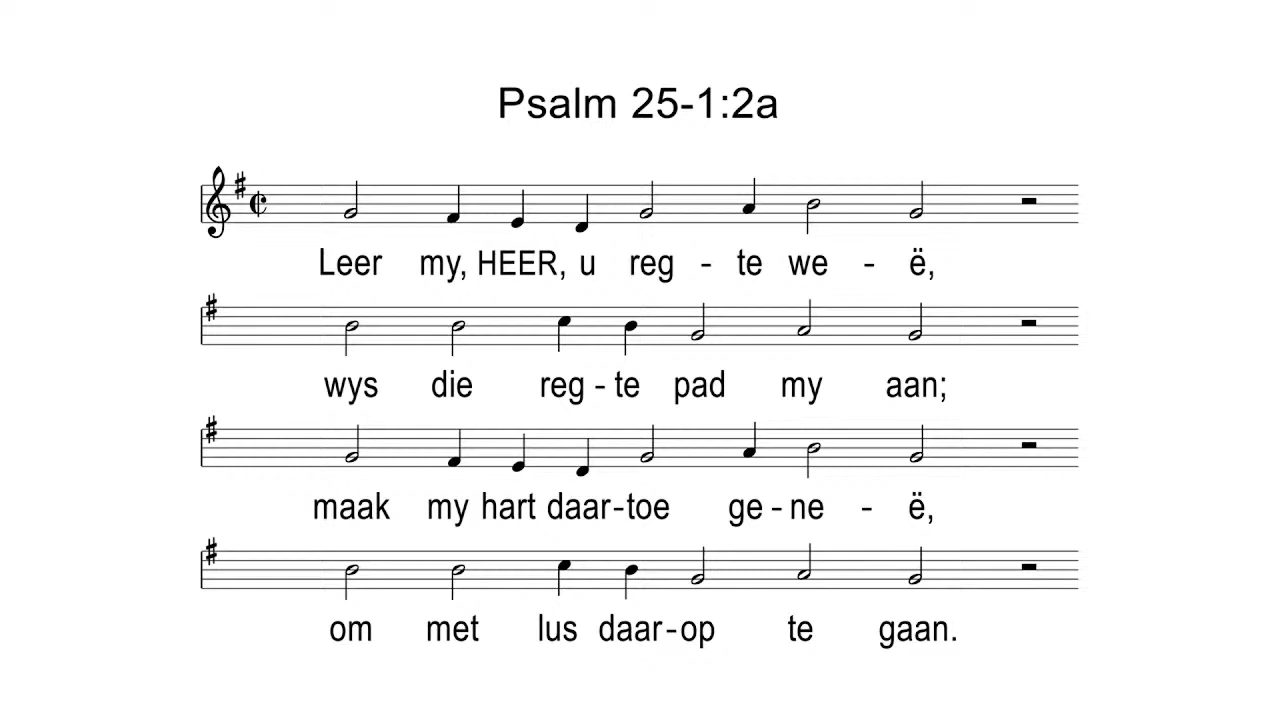 Psalm 25-1:2a
Leer my, HEER, u reg - te we - ë,
wys die reg - te pad my aan;
maak my hart daar-toe ge - ne - ë,
om met lus daar-op te gaan.